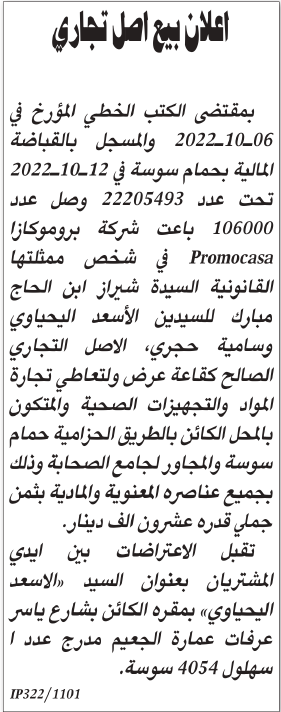 اعلان بيع اصل تجاري
بمقتضى الكتب الخطي المؤرخ في
06ـ10ـ2022 والمسجل بالقباضة
المالية بحمام سوسة في 12ـ10ـ2022
تحت عدد 22205493 وصل عدد
106000 باعت شركة بروموكازا
Promocasa في شخص ممثلتها
القانونية السيدة شيراز ابن الحاج
مبارك للسيدين الأسعد اليحياوي
وسامية حجري، الاصل التجاري
الصالح كقاعة عرض ولتعاطي تجارة
المواد والتجهيزات الصحية والمتكون
بالمحل الكائن بالطريق الحزامية حمام
سوسة والمجاور لجامع الصحابة وذلك
بجميع عناصره المعنوية والمادية بثمن
جملي قدره عشرون الف دينار.
تقبل الاعتراضات بين ايدي
المشتريان بعنوان السيد «الاسعد
اليحياوي» بمقره الكائن بشارع ياسر
عرفات عمارة الجعيم مدرج عدد ا
سهلول 4054 سوسة.
IP322/1101